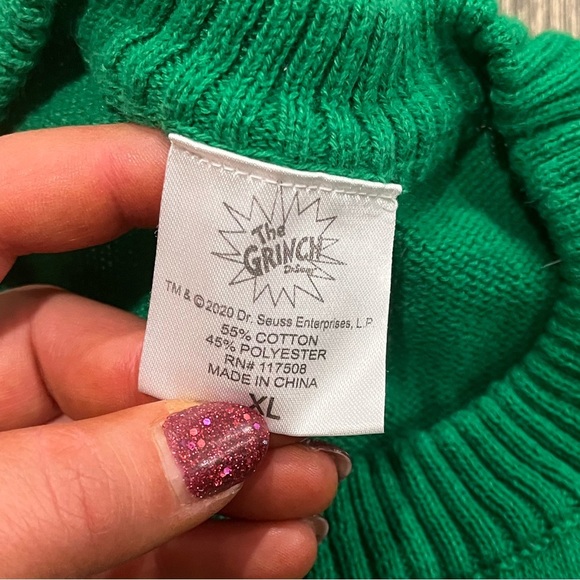 The
GRINCH
Dr. Seuss'
TM & © 2020 Dr. Seuss Enterprises, L.P.
55% COTTON
45% POLYESTER
RN# 117508
MADE IN CHINA
XL